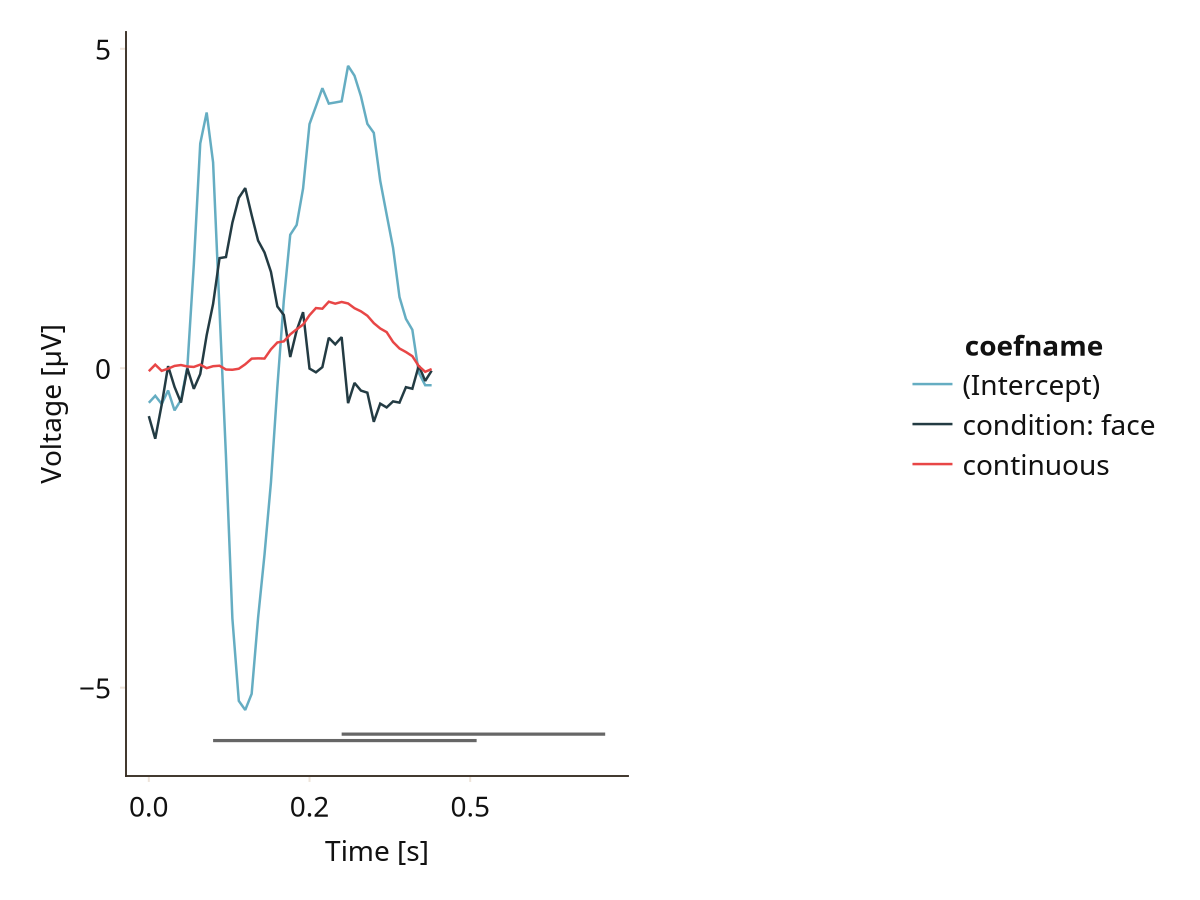 5
0
−5
Voltage [µV]
0.0
0.2
0.5
Time [s]
coefname
(Intercept)
condition: face
continuous